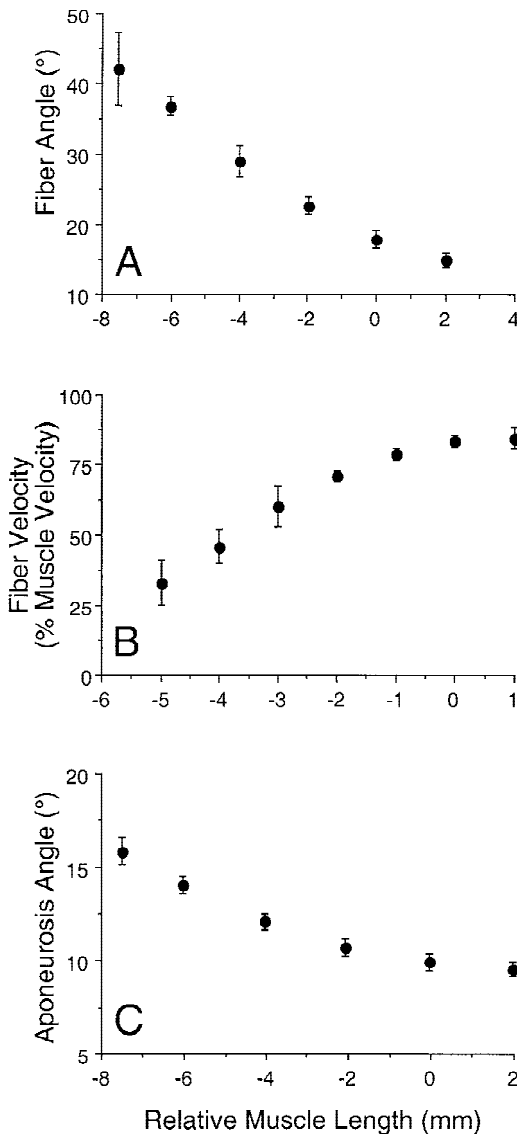 50
40
30
20
10
Fiber Angle (°)
A
-8 -6 -4 -2 0 2 4
100
75
50
25
0
Fiber Velocity
(% Muscle Velocity)
B
-6 -5 -4 -3 -2 -1 0 1
20
15
10
5
Aponeurosis Angle (°)
C
-8 -6 -4 -2 0 2
Relative Muscle Length (mm)